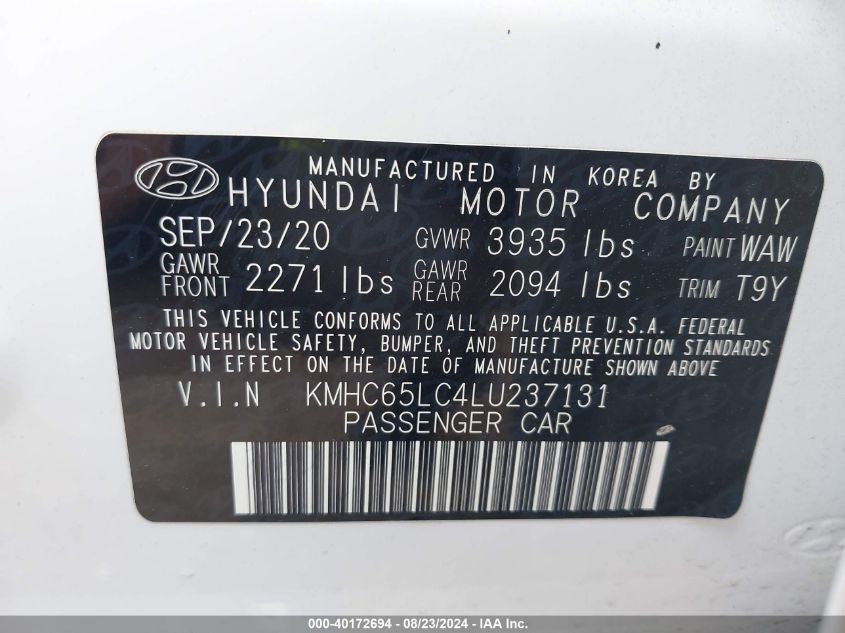 MANUFACTURED IN KOREA BY
HYUNDAI MOTOR COMPANY
SEP/23/20 GVWR 3935 lbs PAINT WAW
GAWR FRONT 2271 lbs GAWR REAR 2094 lbs TRIM T9Y
THIS VEHICLE CONFORMS TO ALL APPLICABLE U.S.A. FEDERAL
MOTOR VEHICLE SAFETY, BUMPER, AND THEFT PREVENTION STANDARDS
IN EFFECT ON THE DATE OF MANUFACTURE SHOWN ABOVE
V.I.N KMHC65LC4LU237131
PASSENGER CAR
000-40172694 - 08/23/2024 - IAA Inc.